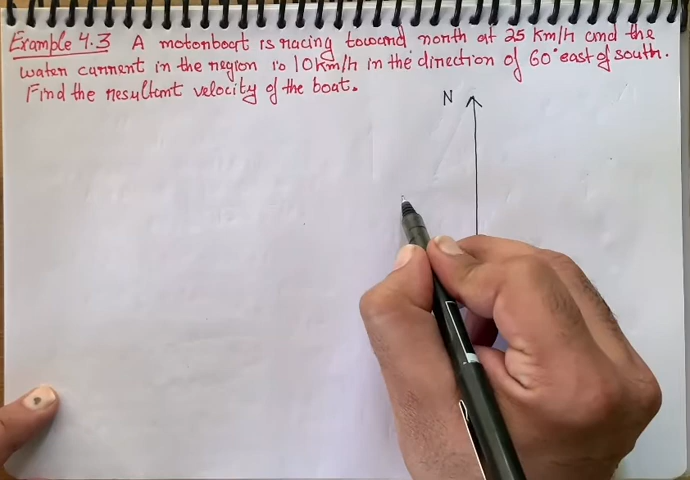 Example 4.3 A motorboat is racing toward north at 25 km/h and the
water current in the region is 10 km/h in the direction of 60° east of south.
Find the resultant velocity of the boat.
N